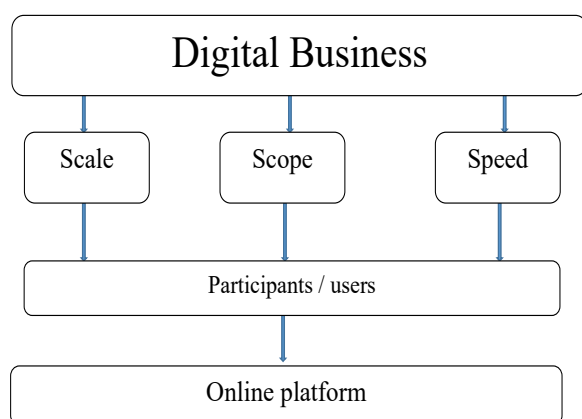 Digital Business
Scale
Scope
Speed
Participants / users
Online platform